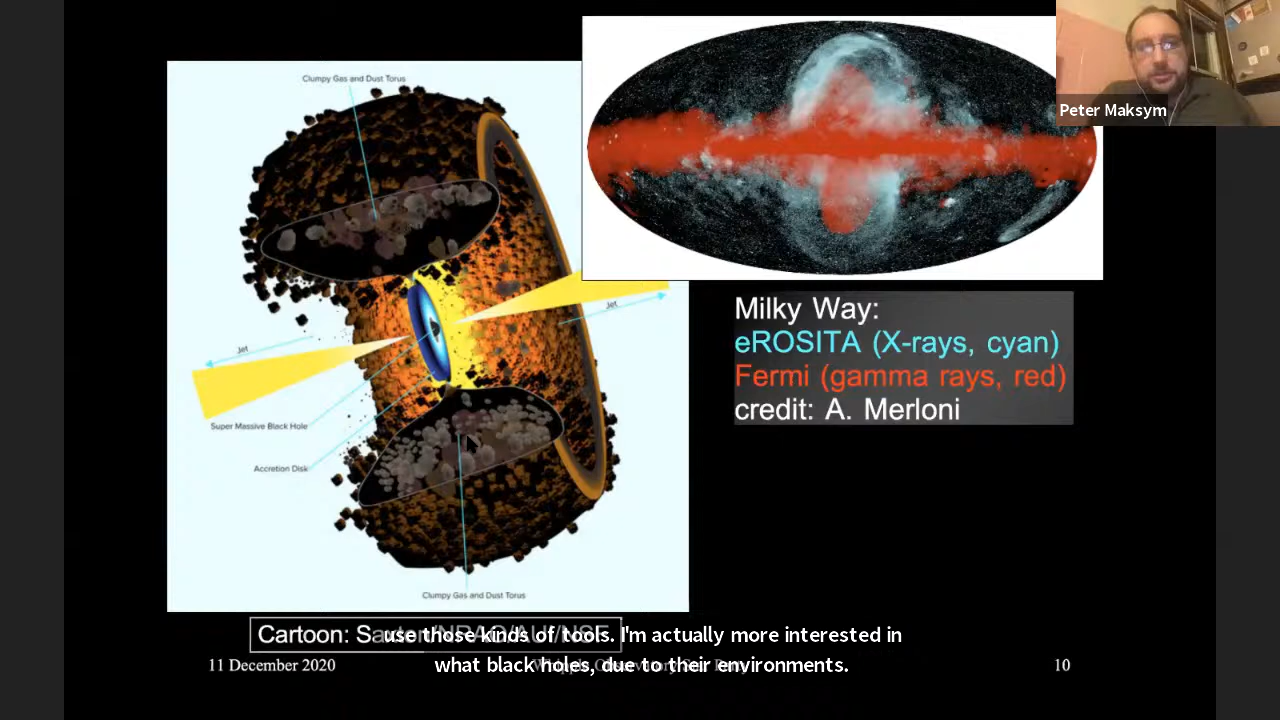 Clumpy Gas and Dust Torus
Peter Maksym
Jet
Jet
Super Massive Black Hole
Accretion Disk
Clumpy Gas and Dust Torus
Milky Way:
eROSITA (X-rays, cyan)
Fermi (gamma rays, red)
credit: A. Merloni
Cartoon:
use those kinds of tools. I'm actually more interested in
what black holes, due to their environments.
11 December 2020
10